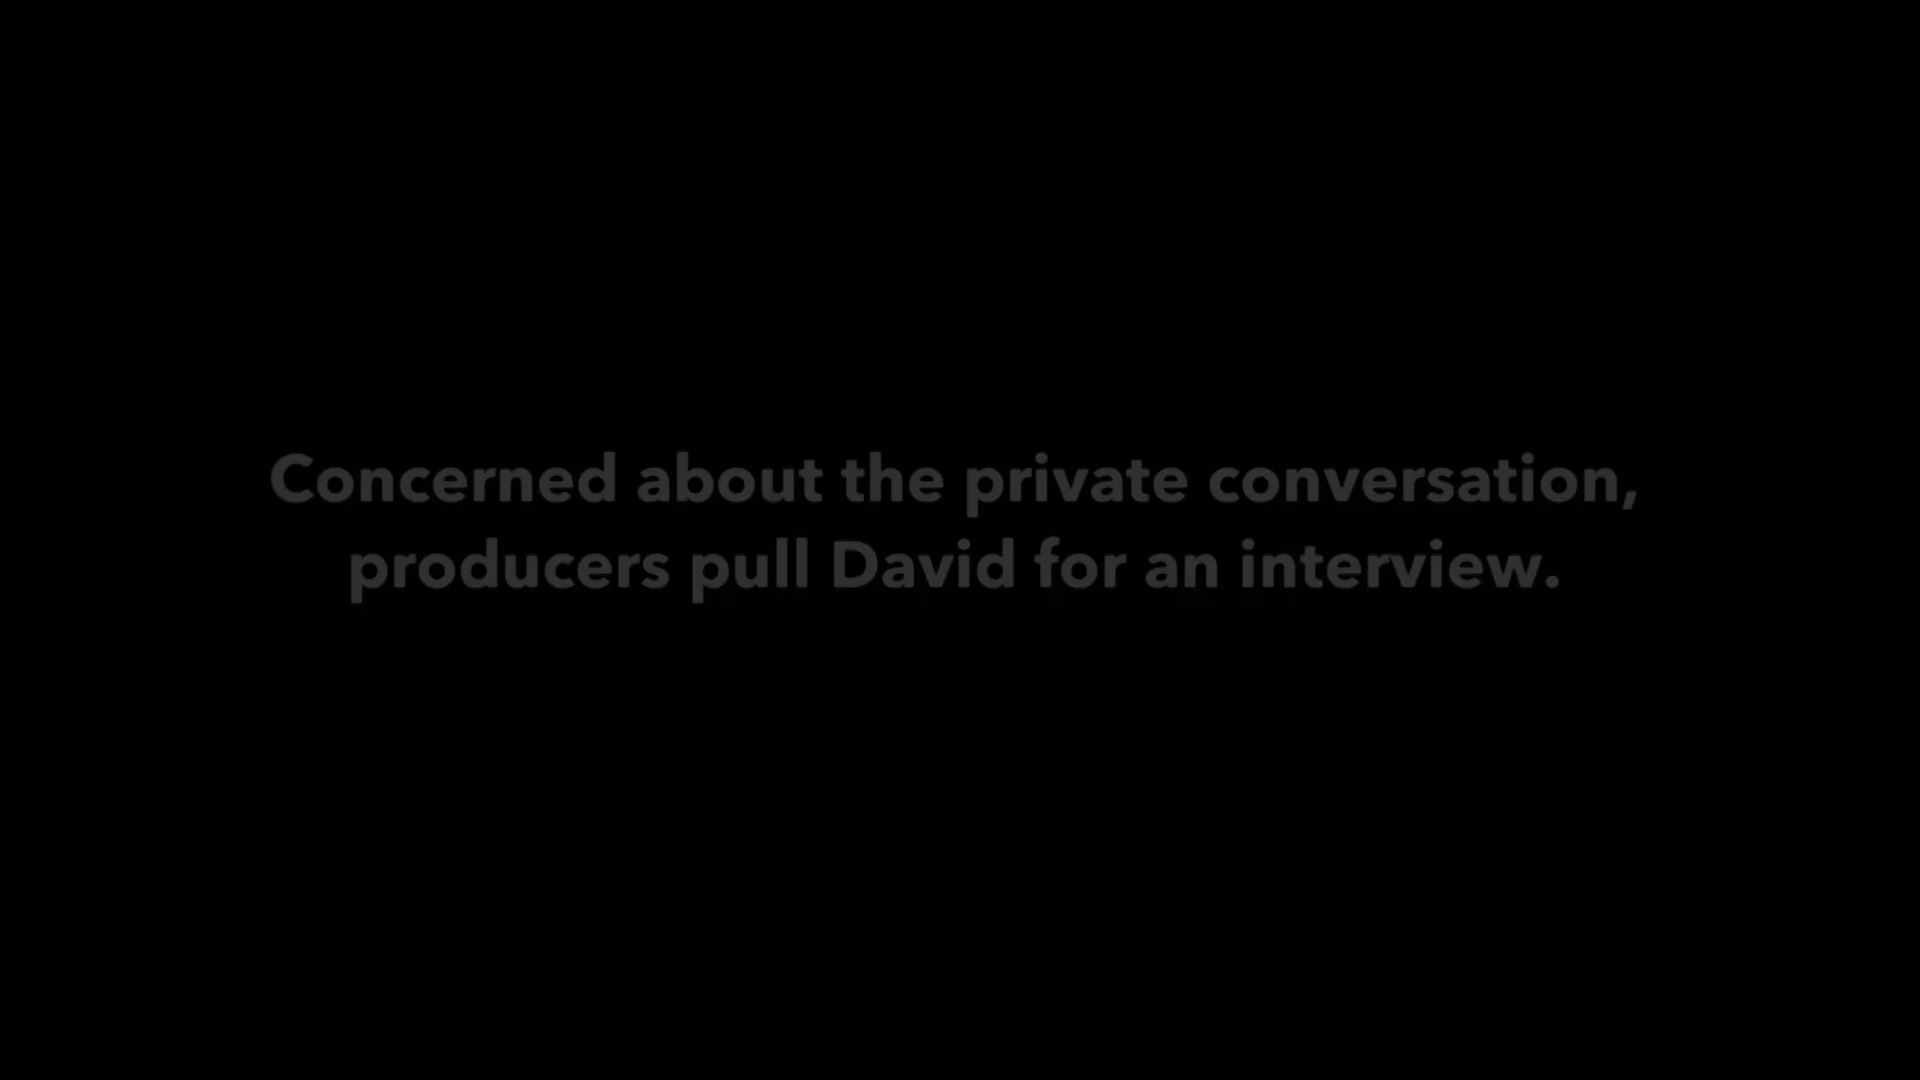 Concerned about the private conversation,
producers pull David for an interview.